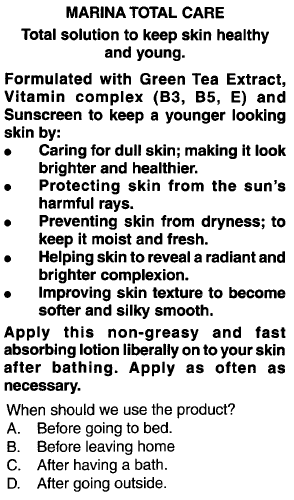 MARINA TOTAL CARE
Total solution to keep skin healthy
and young.
Formulated with Green Tea Extract,
Vitamin complex (B3, B5, E) and
Sunscreen to keep a younger looking
skin by:
• Caring for dull skin; making it look
brighter and healthier.
• Protecting skin from the sun's
harmful rays.
• Preventing skin from dryness; to
keep it moist and fresh.
• Helping skin to reveal a radiant and
brighter complexion.
• Improving skin texture to become
softer and silky smooth.
Apply this non-greasy and fast
absorbing lotion liberally on to your skin
after bathing. Apply as often as
necessary.
When should we use the product?
A. Before going to bed.
B. Before leaving home
C. After having a bath.
D. After going outside.